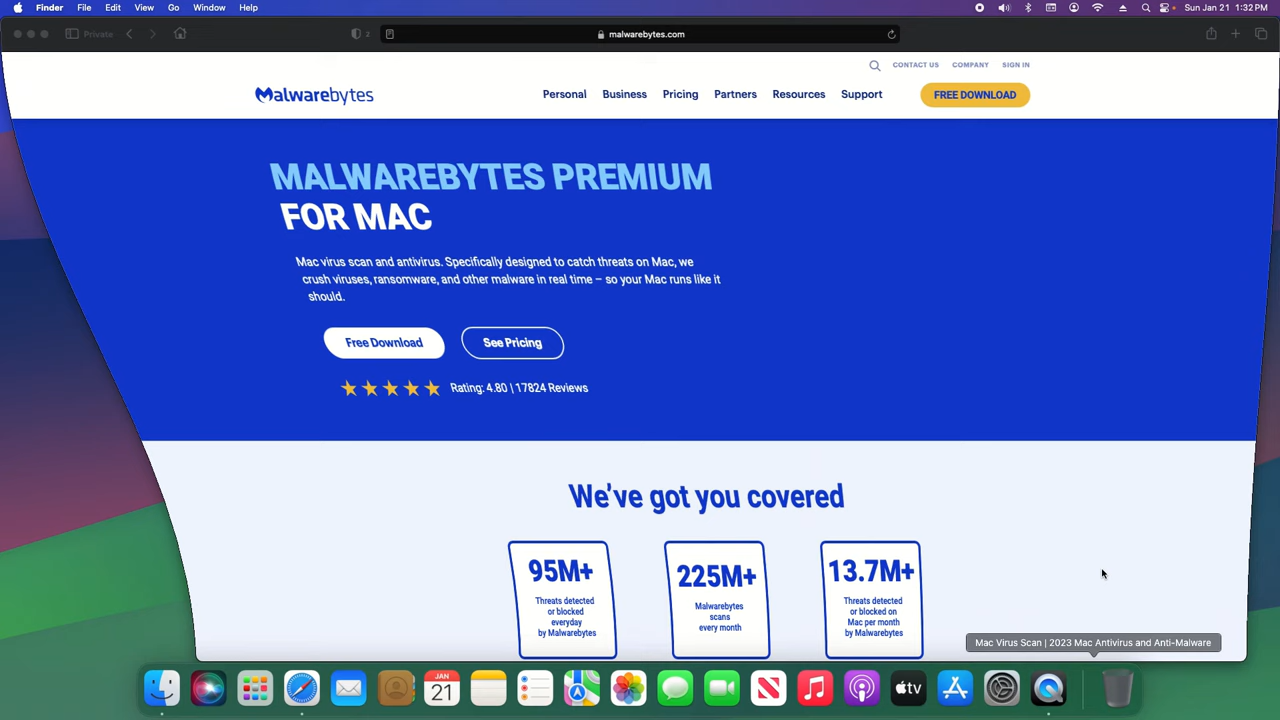 Finder File Edit View Go Window Help
Sun Jan 21 1:32 PM
Private
2
malwarebytes.com
CONTACT US COMPANY SIGN IN
Malwarebytes
Personal Business Pricing Partners Resources Support
FREE DOWNLOAD
MALWAREBYTES PREMIUM
FOR MAC
Mac virus scan and antivirus. Specifically designed to catch threats on Mac, we
crush viruses, ransomware, and other malware in real time – so your Mac runs like it
should.
Free Download
See Pricing
Rating: 4.80 | 17824 Reviews
We've got you covered
95M+
Threats detected
or blocked
everyday
by Malwarebytes
225M+
Malwarebytes
scans
every month
13.7M+
Threats detected
or blocked on
Mac per month
by Malwarebytes
Mac Virus Scan | 2023 Mac Antivirus and Anti-Malware
JAN
21
tv